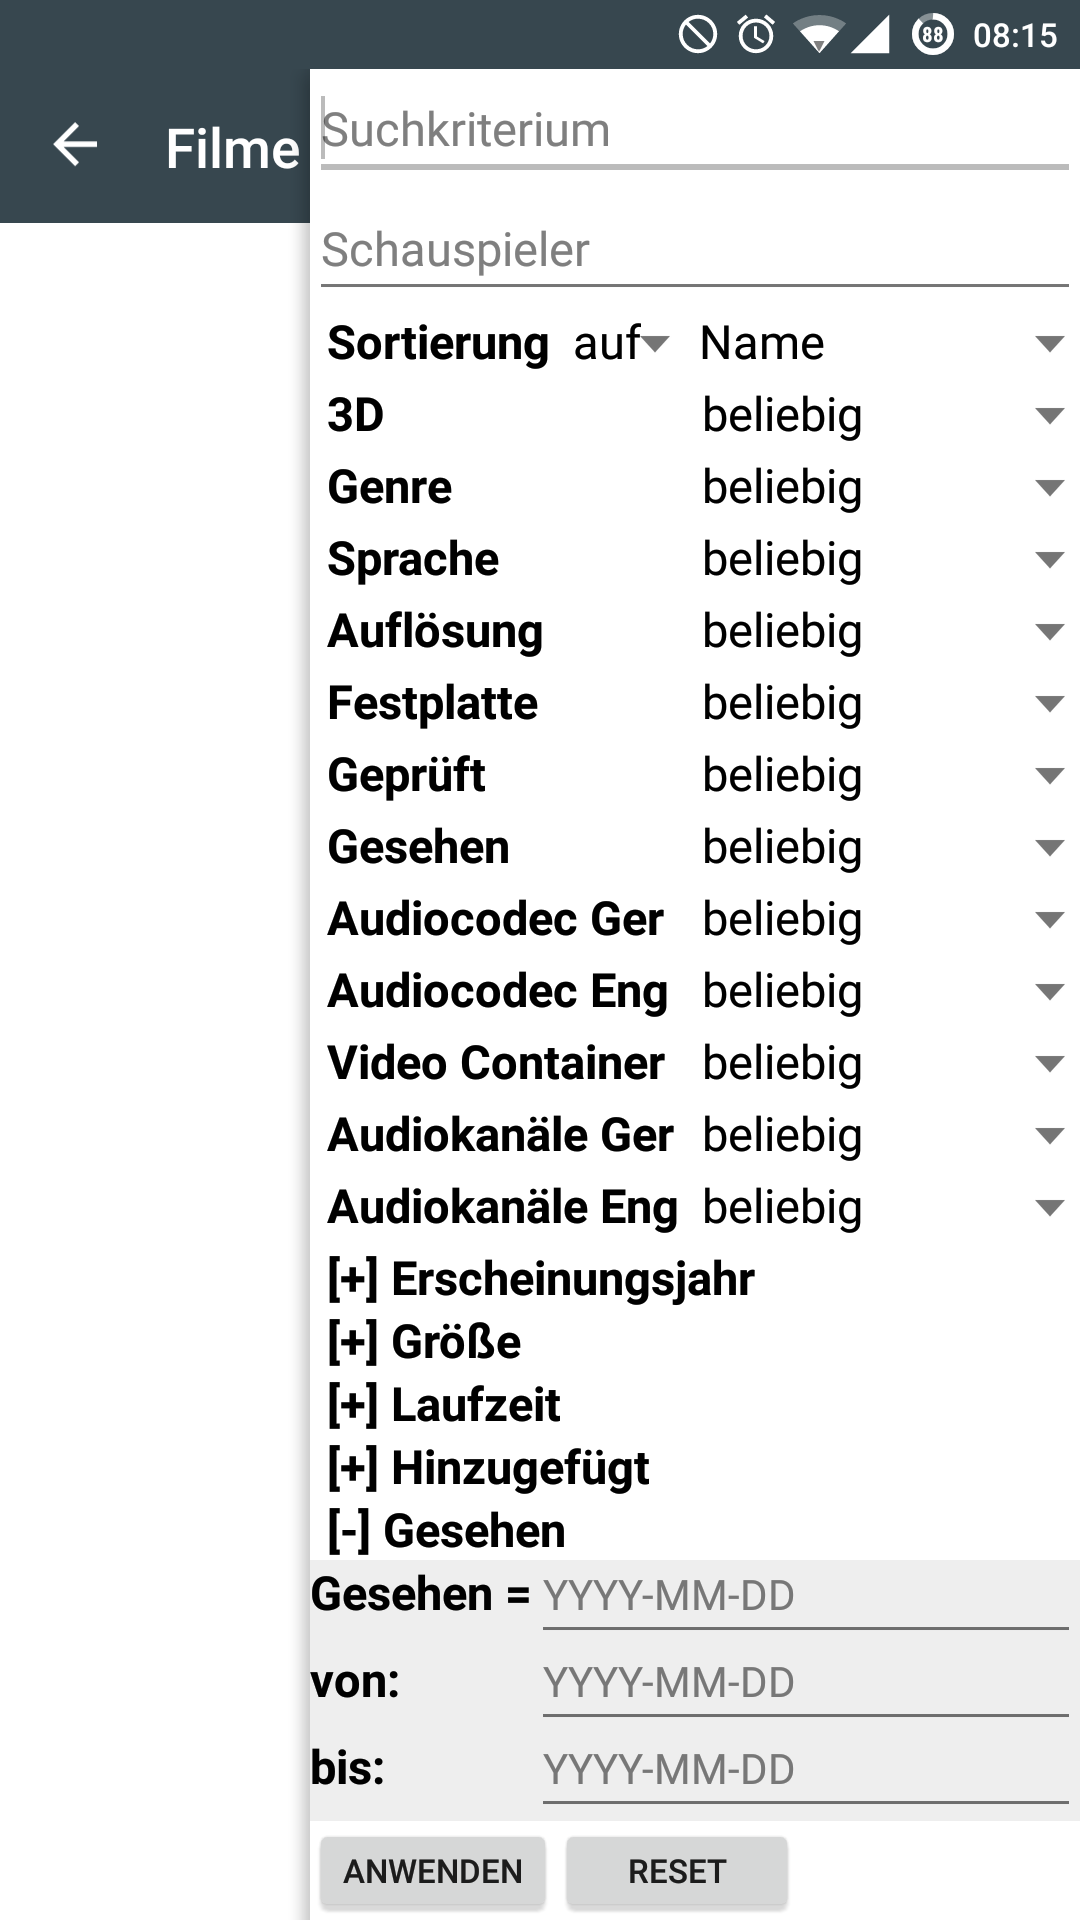 88 08:15
Filme
Suchkriterium
Schauspieler
Sortierung auf Name
3D beliebig
Genre beliebig
Sprache beliebig
Auflösung beliebig
Festplatte beliebig
Geprüft beliebig
Gesehen beliebig
Audiocodec Ger beliebig
Audiocodec Eng beliebig
Video Container beliebig
Audiokanäle Ger beliebig
Audiokanäle Eng beliebig
[+] Erscheinungsjahr
[+] Größe
[+] Laufzeit
[+] Hinzugefügt
[-] Gesehen
Gesehen = YYYY-MM-DD
von: YYYY-MM-DD
bis: YYYY-MM-DD
ANWENDEN RESET